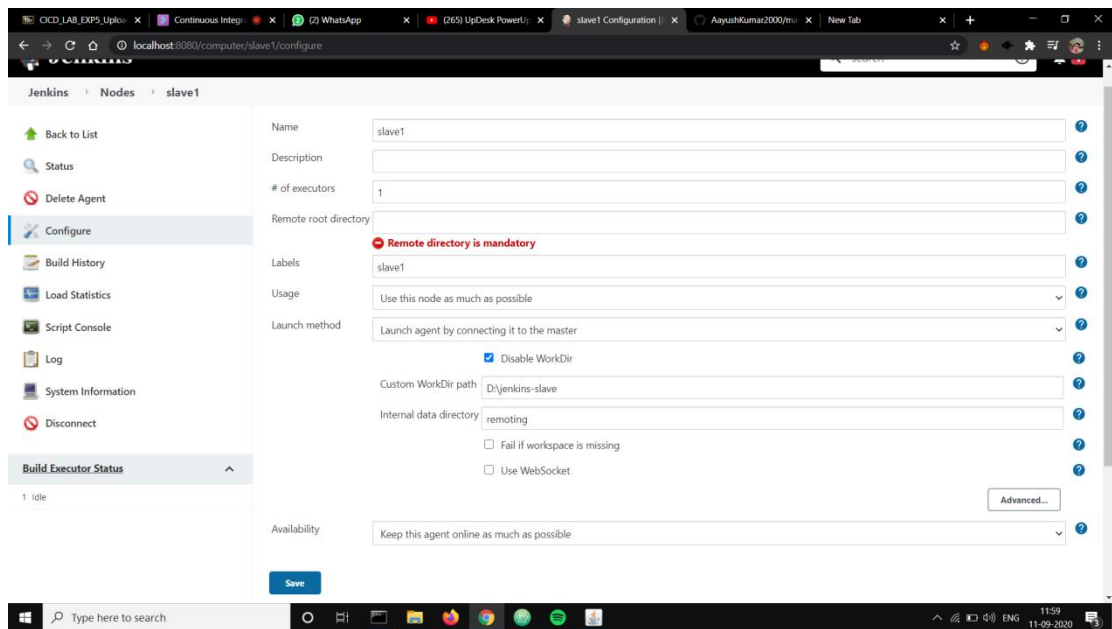 CICD_LAB_EXP5_Uploa
Continuous Integr
(2) WhatsApp
(265) UpDesk PowerUp
slave1 Configuration [J
AayushKumar2000/m
New Tab
localhost:8080/computer/slave1/configure
Jenkins
search
Jenkins
Nodes
slave1
Back to List
Status
Delete Agent
Configure
Build History
Load Statistics
Script Console
Log
System Information
Disconnect
Build Executor Status
1 Idle
Name
slave1
Description
# of executors
1
Remote root directory
Remote directory is mandatory
Labels
slave1
Usage
Use this node as much as possible
Launch method
Launch agent by connecting it to the master
Disable WorkDir
Custom WorkDir path
D:\jenkins-slave
Internal data directory
remoting
Fail if workspace is missing
Use WebSocket
Advanced...
Availability
Keep this agent online as much as possible
Save
Type here to search
ENG
11:59
11-09-2020